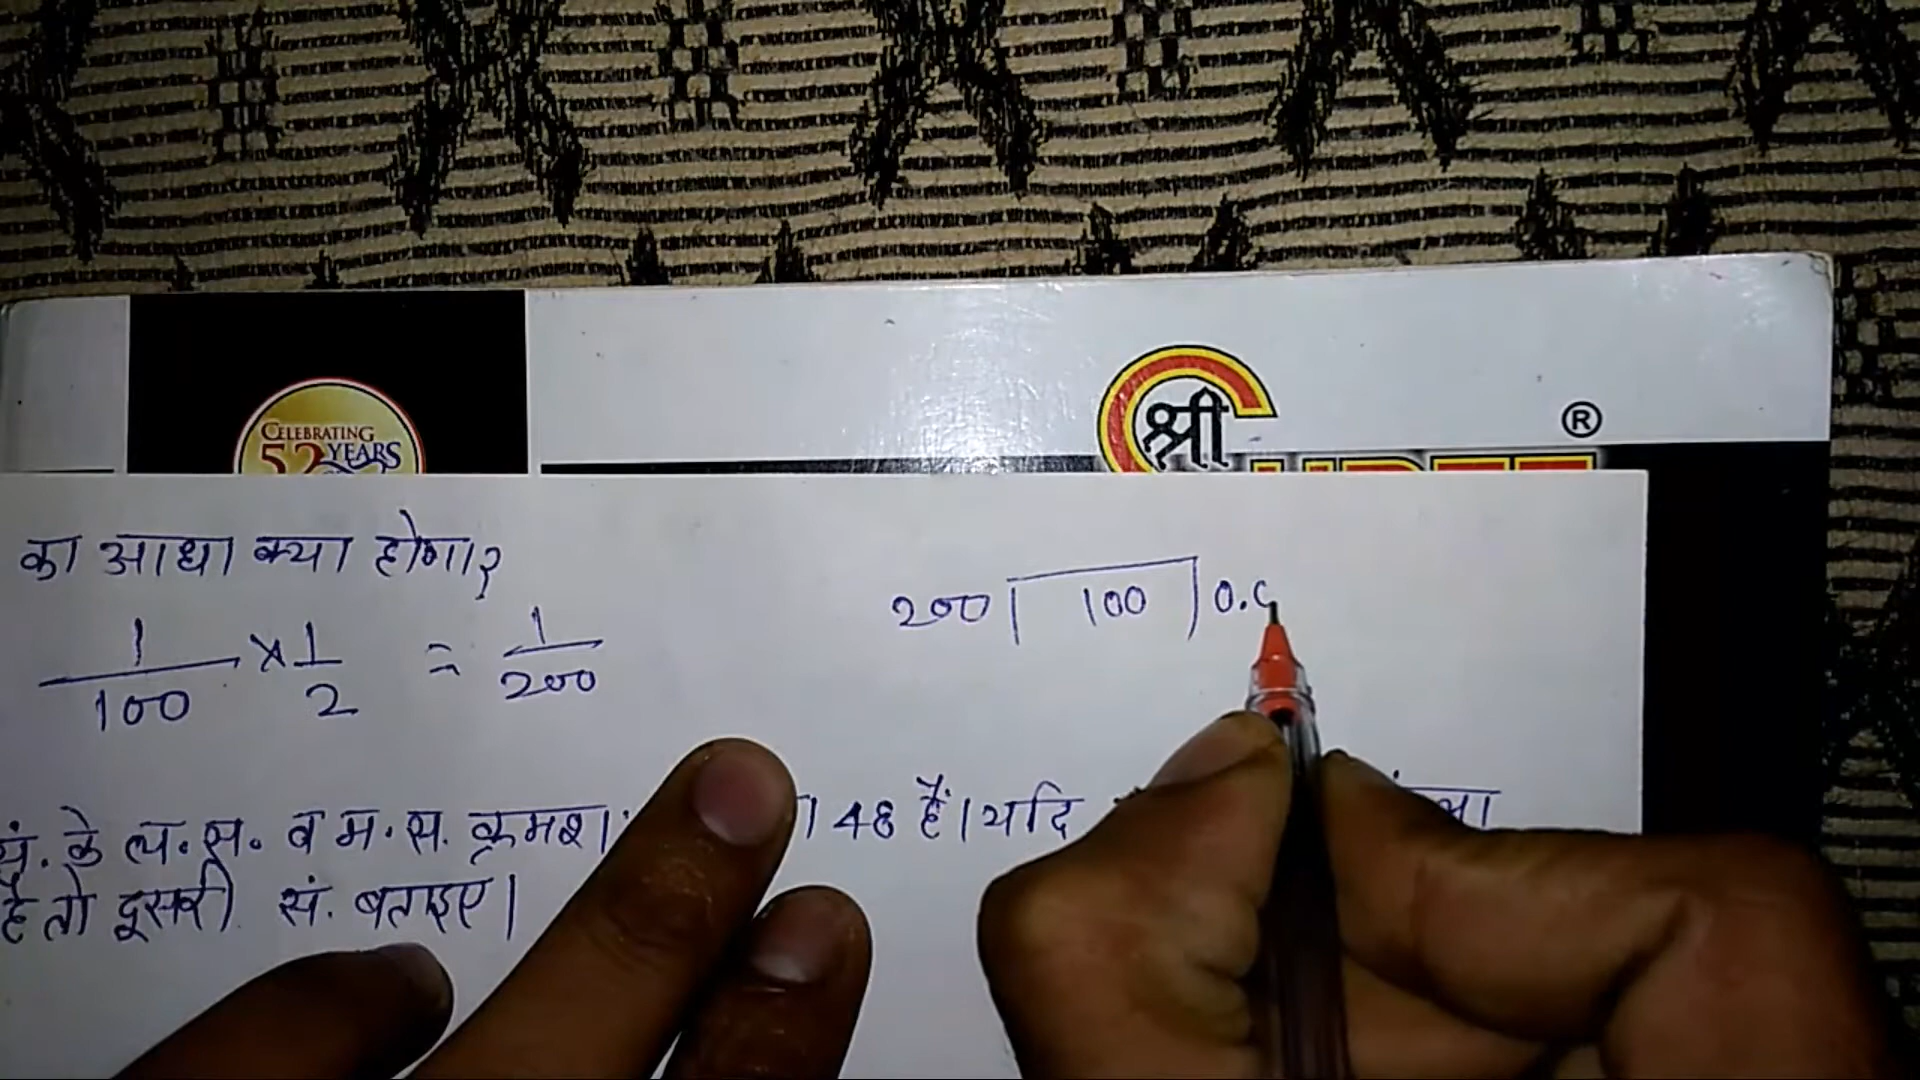 CELEBRATING
52 YEARS
श्री
®
का आधा क्या होगा?
1/100 × 1/2 = 1/200
200 | 100 | 0.0
सं. के ल.स. व म.स. क्रमशः 48 हैं। यदि
है तो दूसरी सं. बताइए।